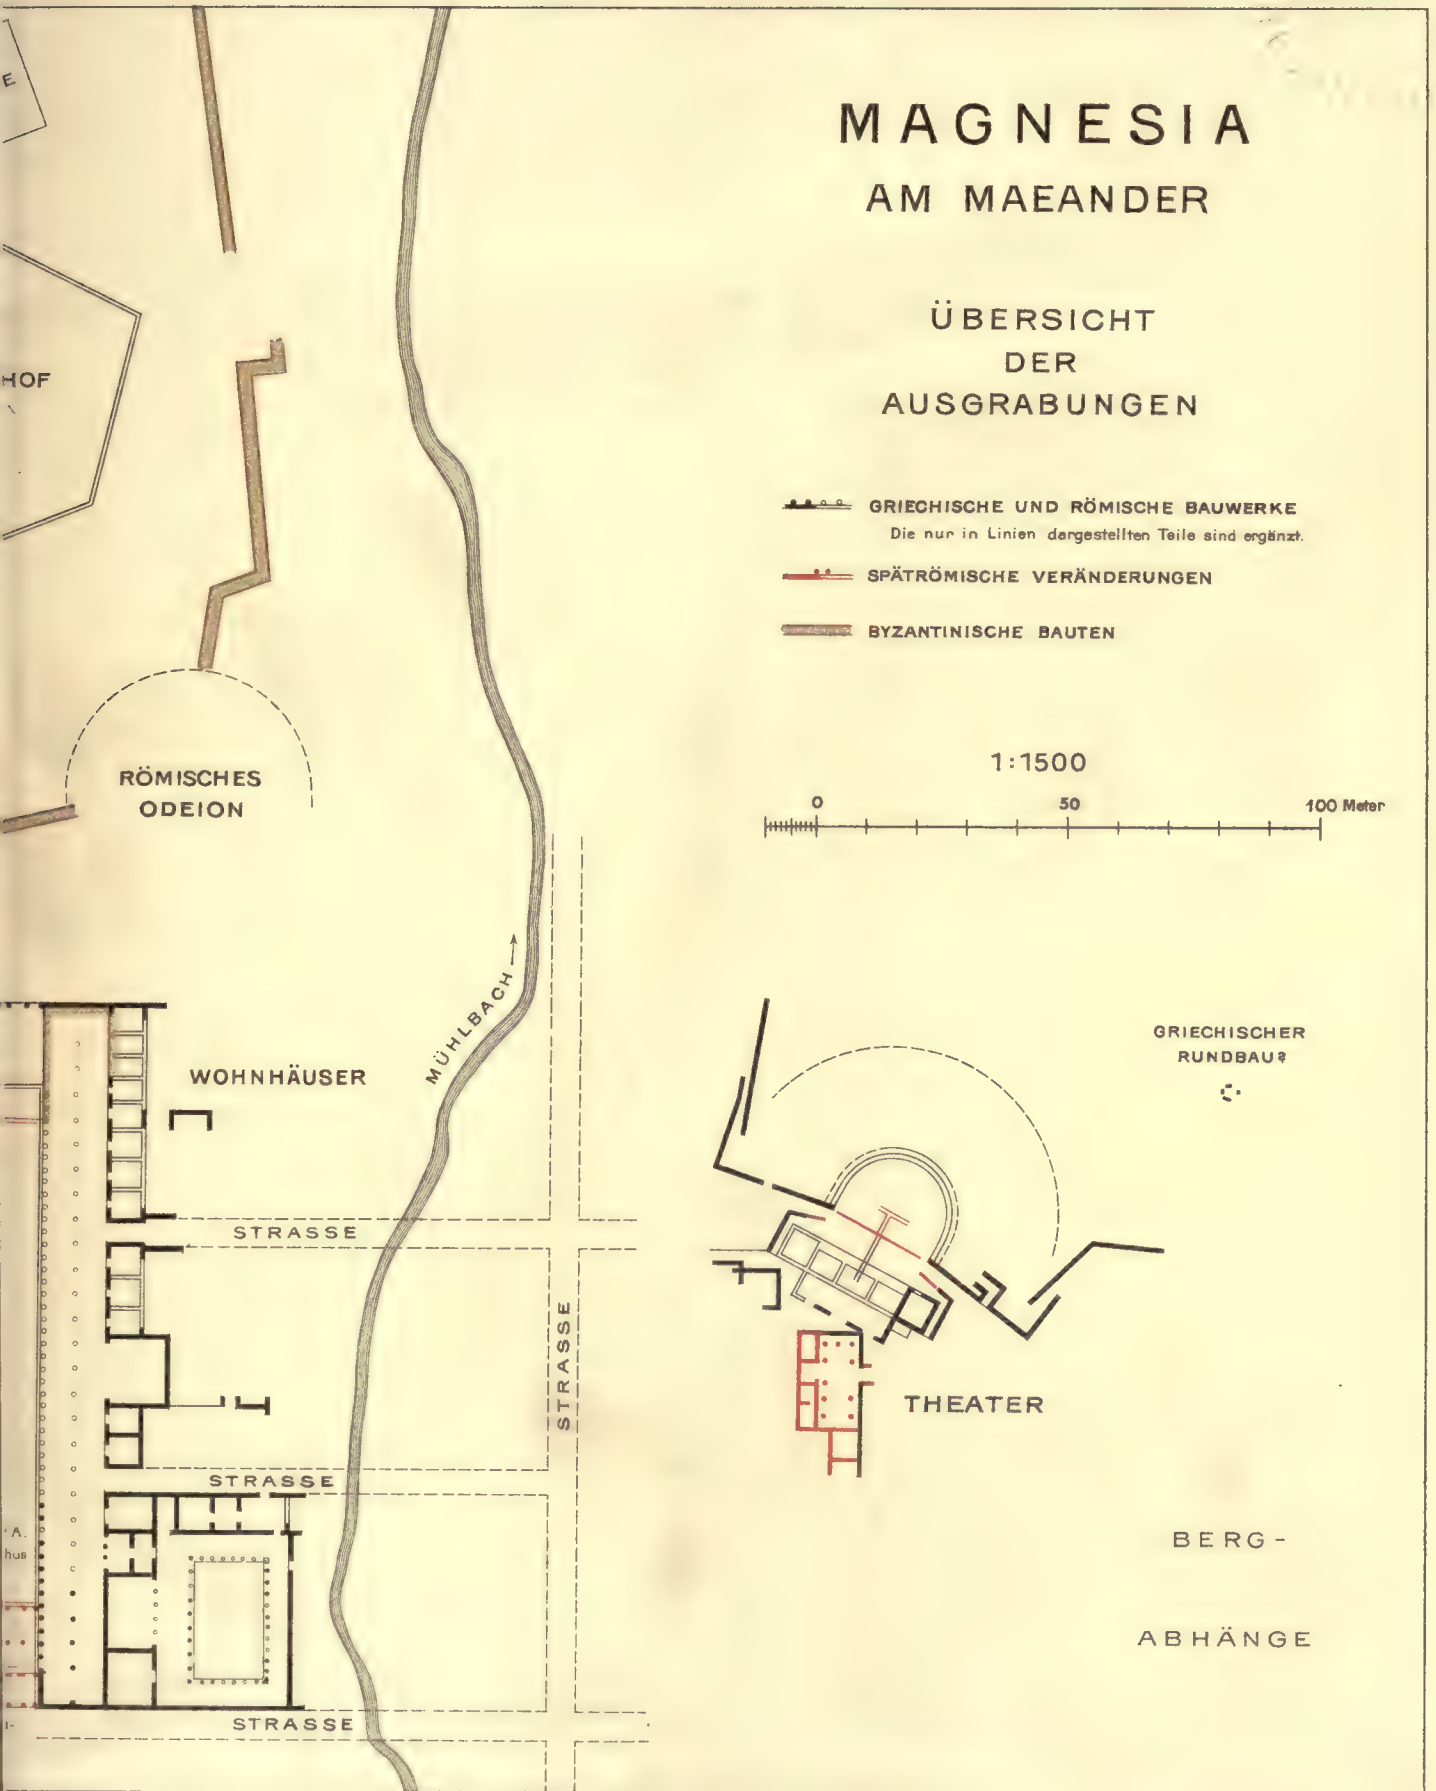 MAGNESIA
AM MAEANDER
ÜBERSICHT
DER
AUSGRABUNGEN
GRIECHISCHE UND RÖMISCHE BAUWERKE
Die nur in Linien dargestellten Teile sind ergänzt.
SPÄTRÖMISCHE VERÄNDERUNGEN
BYZANTINISCHE BAUTEN
1:1500
0 50 100 Meter
E
HOF
RÖMISCHES
ODEION
MÜHLBACH
WOHNHÄUSER
GRIECHISCHER
RUNDBAU?
STRASSE
STRASSE
THEATER
STRASSE
A.
hus
BERG-
ABHÄNGE
STRASSE